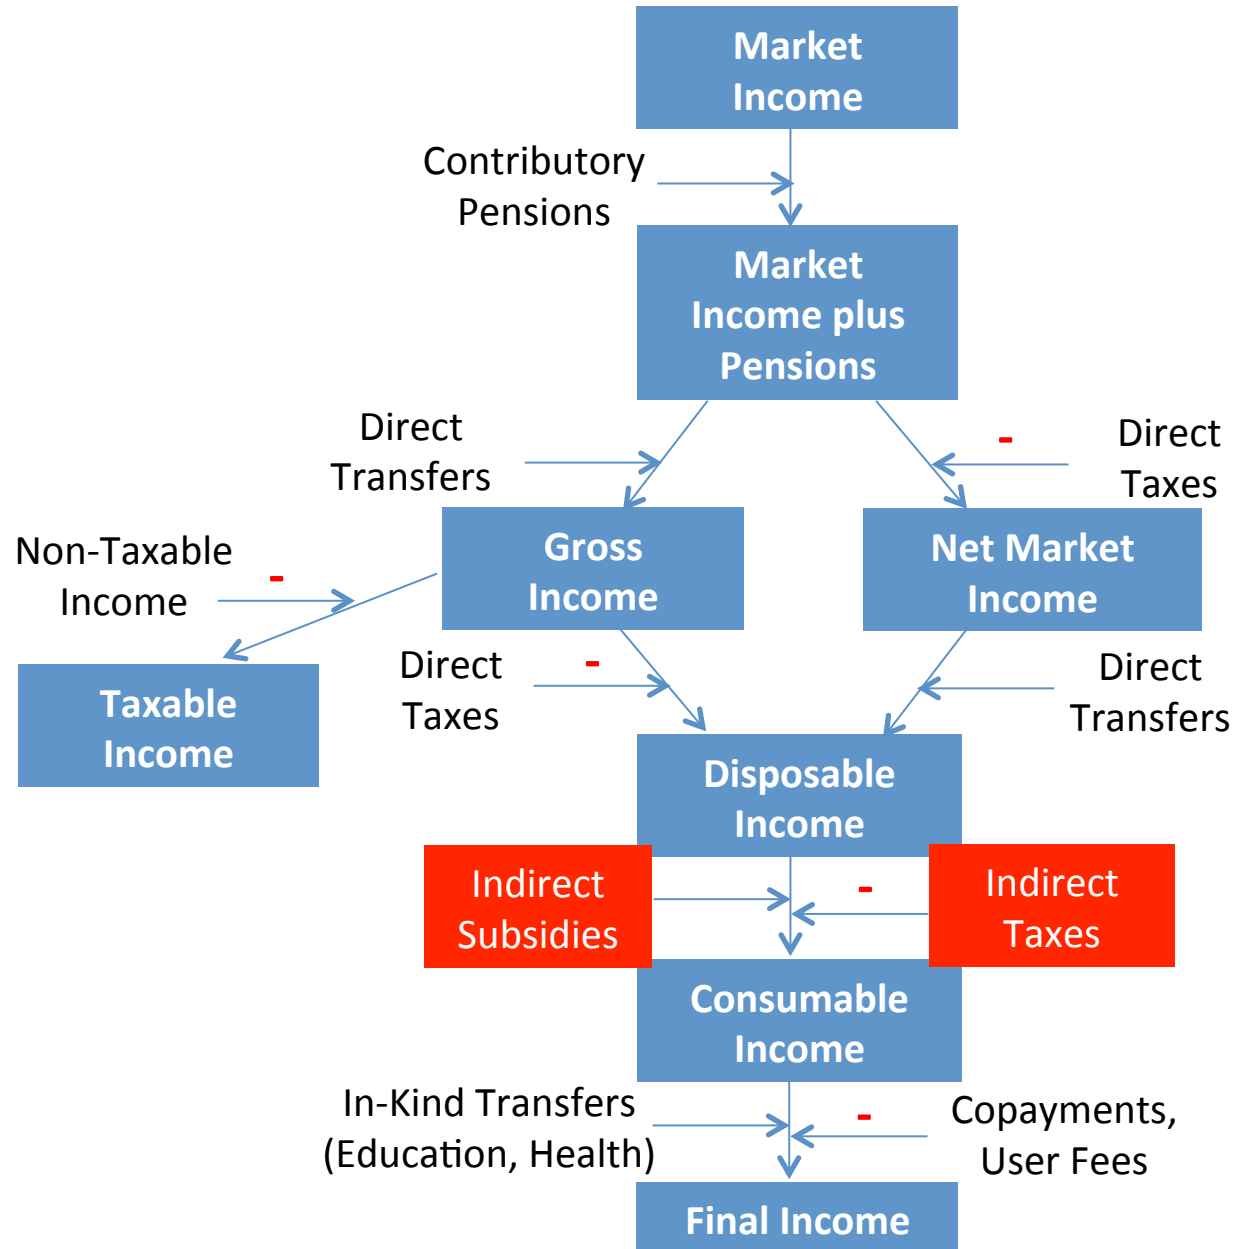 Market
Income
Contributory
Pensions
Market
Income plus
Pensions
Direct
Transfers
-
Direct
Taxes
Gross
Income
Net Market
Income
Non-Taxable
Income
-
Taxable
Income
Direct
Taxes
-
Direct
Transfers
Disposable
Income
Indirect
Subsidies
-
Indirect
Taxes
Consumable
Income
In-Kind Transfers
(Education, Health)
-
Copayments,
User Fees
Final Income